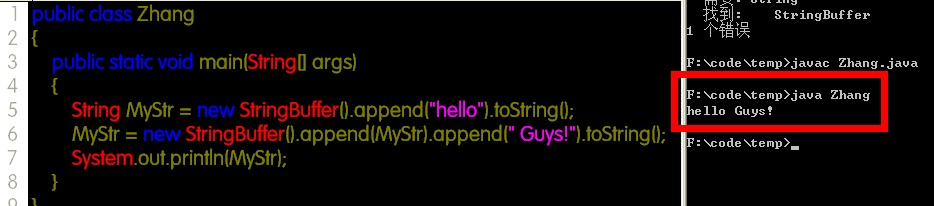 1 public class Zhang
2 {
3 public static void main(String[] args)
4 {
5 String MyStr = new StringBuffer().append("hello").toString();
6 MyStr = new StringBuffer().append(MyStr).append(" Guys!").toString();
7 System.out.println(MyStr);
8 }
9 }
找到: StringBuffer
1 个错误
F:\code\temp>javac Zhang.java
F:\code\temp>java Zhang
hello Guys!
F:\code\temp>_